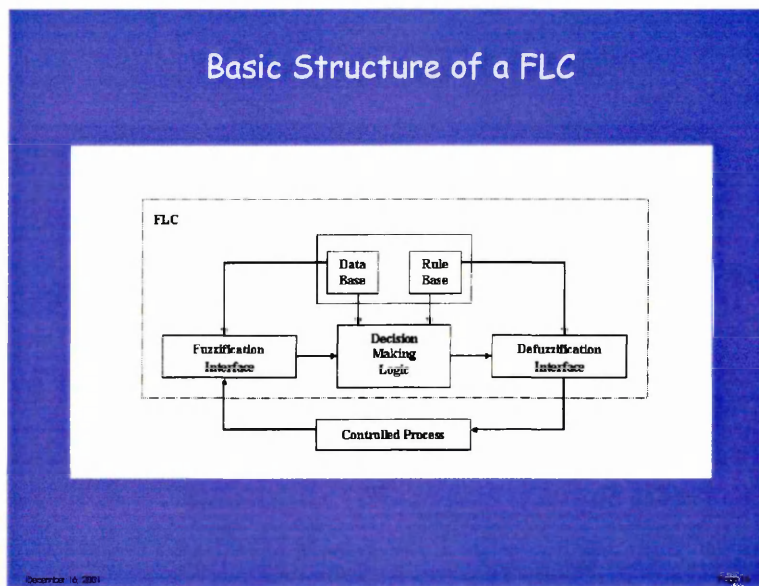 Basic Structure of a FLC
FLC
Data
Base
Rule
Base
Fuzzification
Interface
Decision
Making
Logic
Defuzzification
Interface
Controlled Process
December 16, 2001